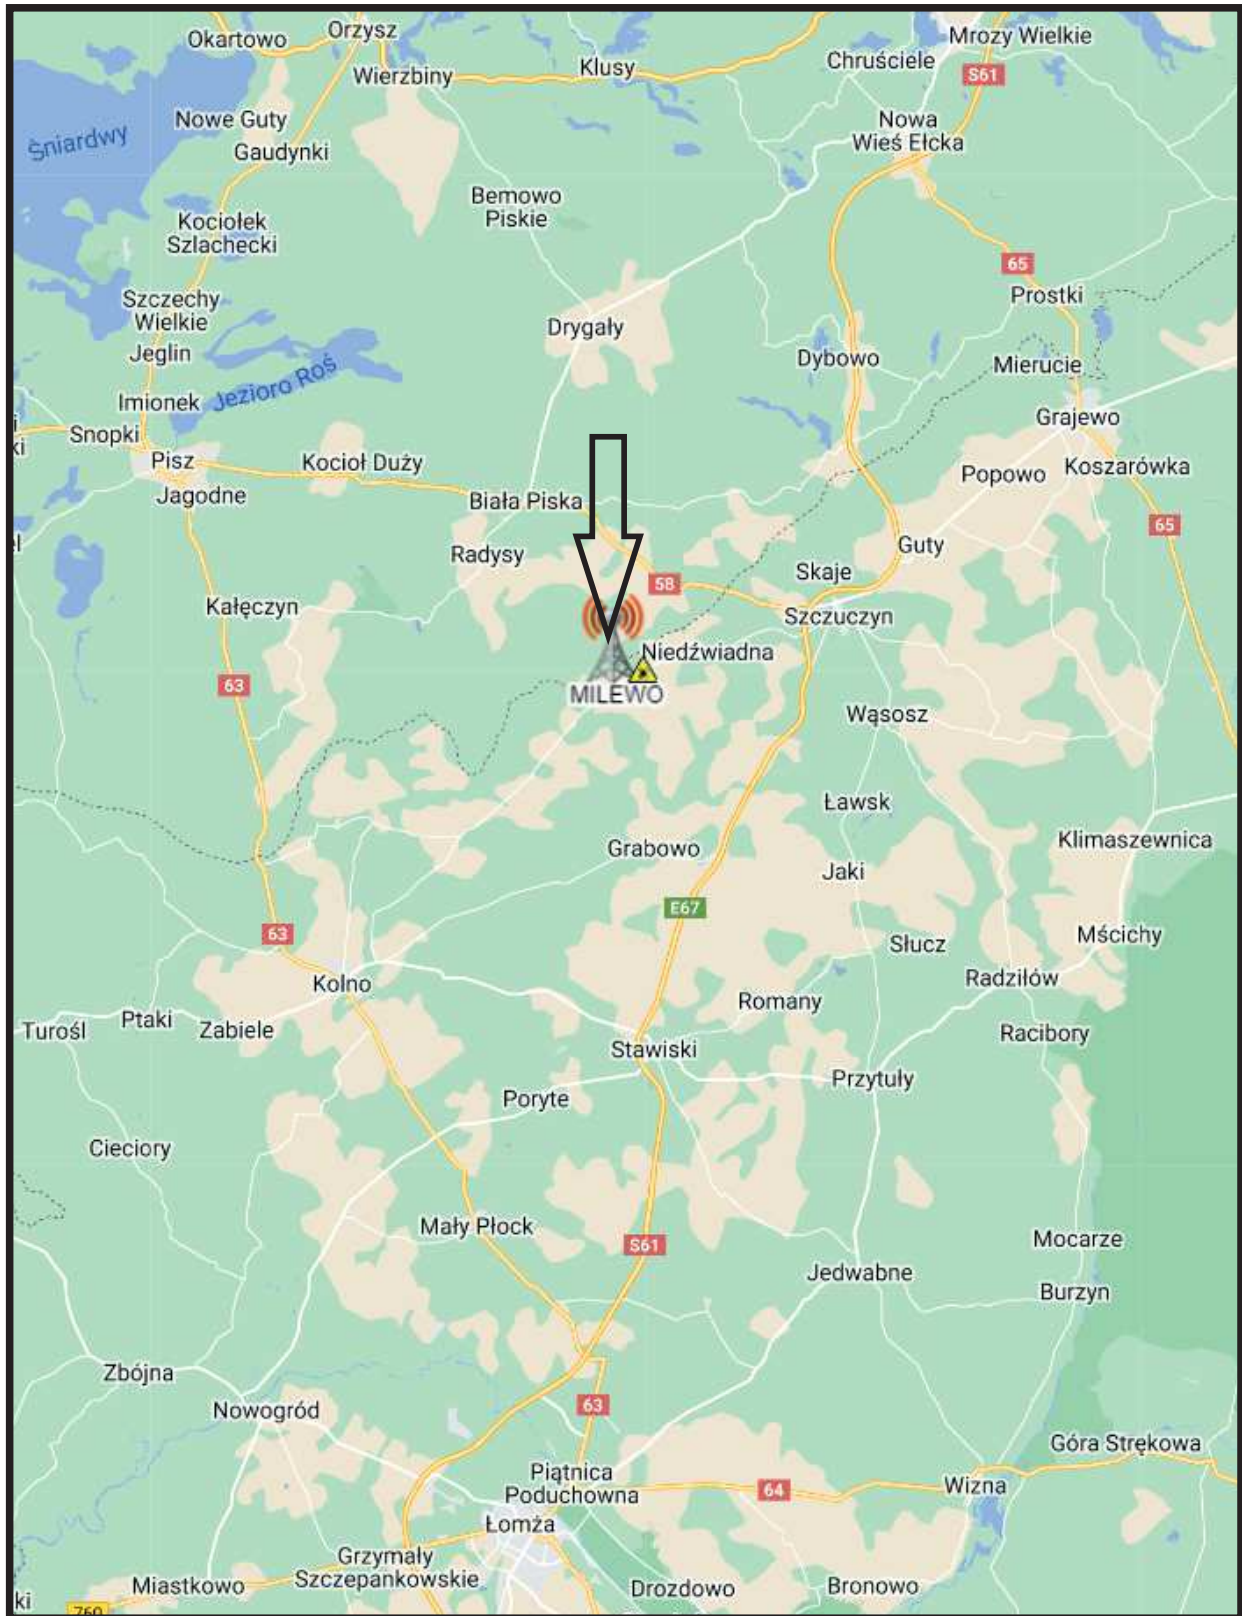 Okartowo
Orzysz
Mrozy Wielkie
Wierzbiny
Klusy
Chruściele
S61
Śniardwy
Nowe Guty
Gaudynki
Nowa
Wieś Ełcka
Bemowo
Piskie
Kociołek
Szlachecki
65
Szczechy
Wielkie
Prostki
Drygały
Jeglin
Dybowo
Mierucie
Jezioro Roś
Imionek
Snopki
Grajewo
ki
Pisz
Kocioł Duży
Popowo
Koszarówka
Jagodne
Biała Piska
65
Radysy
Guty
Skaje
58
Kałęczyn
Szczuczyn
Niedźwiadna
63
MILEWO
Wąsosz
Ławsk
Grabowo
Klimaszewnica
Jaki
E67
63
Słucz
Mścichy
Kolno
Radziłów
Romany
Turośl
Ptaki
Zabiele
Racibory
Stawiski
Przytuły
Poryte
Cieciory
Mały Płock
S61
Mocarze
Jedwabne
Burzyn
Zbójna
63
Nowogród
Góra Strękowa
Piątnica
Poduchowna
64
Wizna
Łomża
Grzymały
Szczepankowskie
Miastkowo
Drozdowo
Bronowo
ki
760